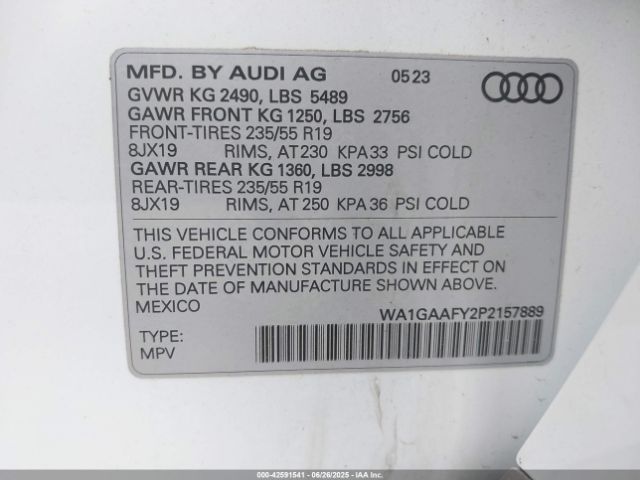 MFD. BY AUDI AG 0523
GVWR KG 2490, LBS 5489
GAWR FRONT KG 1250, LBS 2756
FRONT-TIRES 235/55 R19
8JX19 RIMS, AT 230 KPA 33 PSI COLD
GAWR REAR KG 1360, LBS 2998
REAR-TIRES 235/55 R19
8JX19 RIMS, AT 250 KPA 36 PSI COLD
THIS VEHICLE CONFORMS TO ALL APPLICABLE
U.S. FEDERAL MOTOR VEHICLE SAFETY AND
THEFT PREVENTION STANDARDS IN EFFECT ON
THE DATE OF MANUFACTURE SHOWN ABOVE.
MEXICO WA1GAAFY2P2157889
TYPE:
MPV
000-42591541 - 06/26/2025 - IAAI.COM